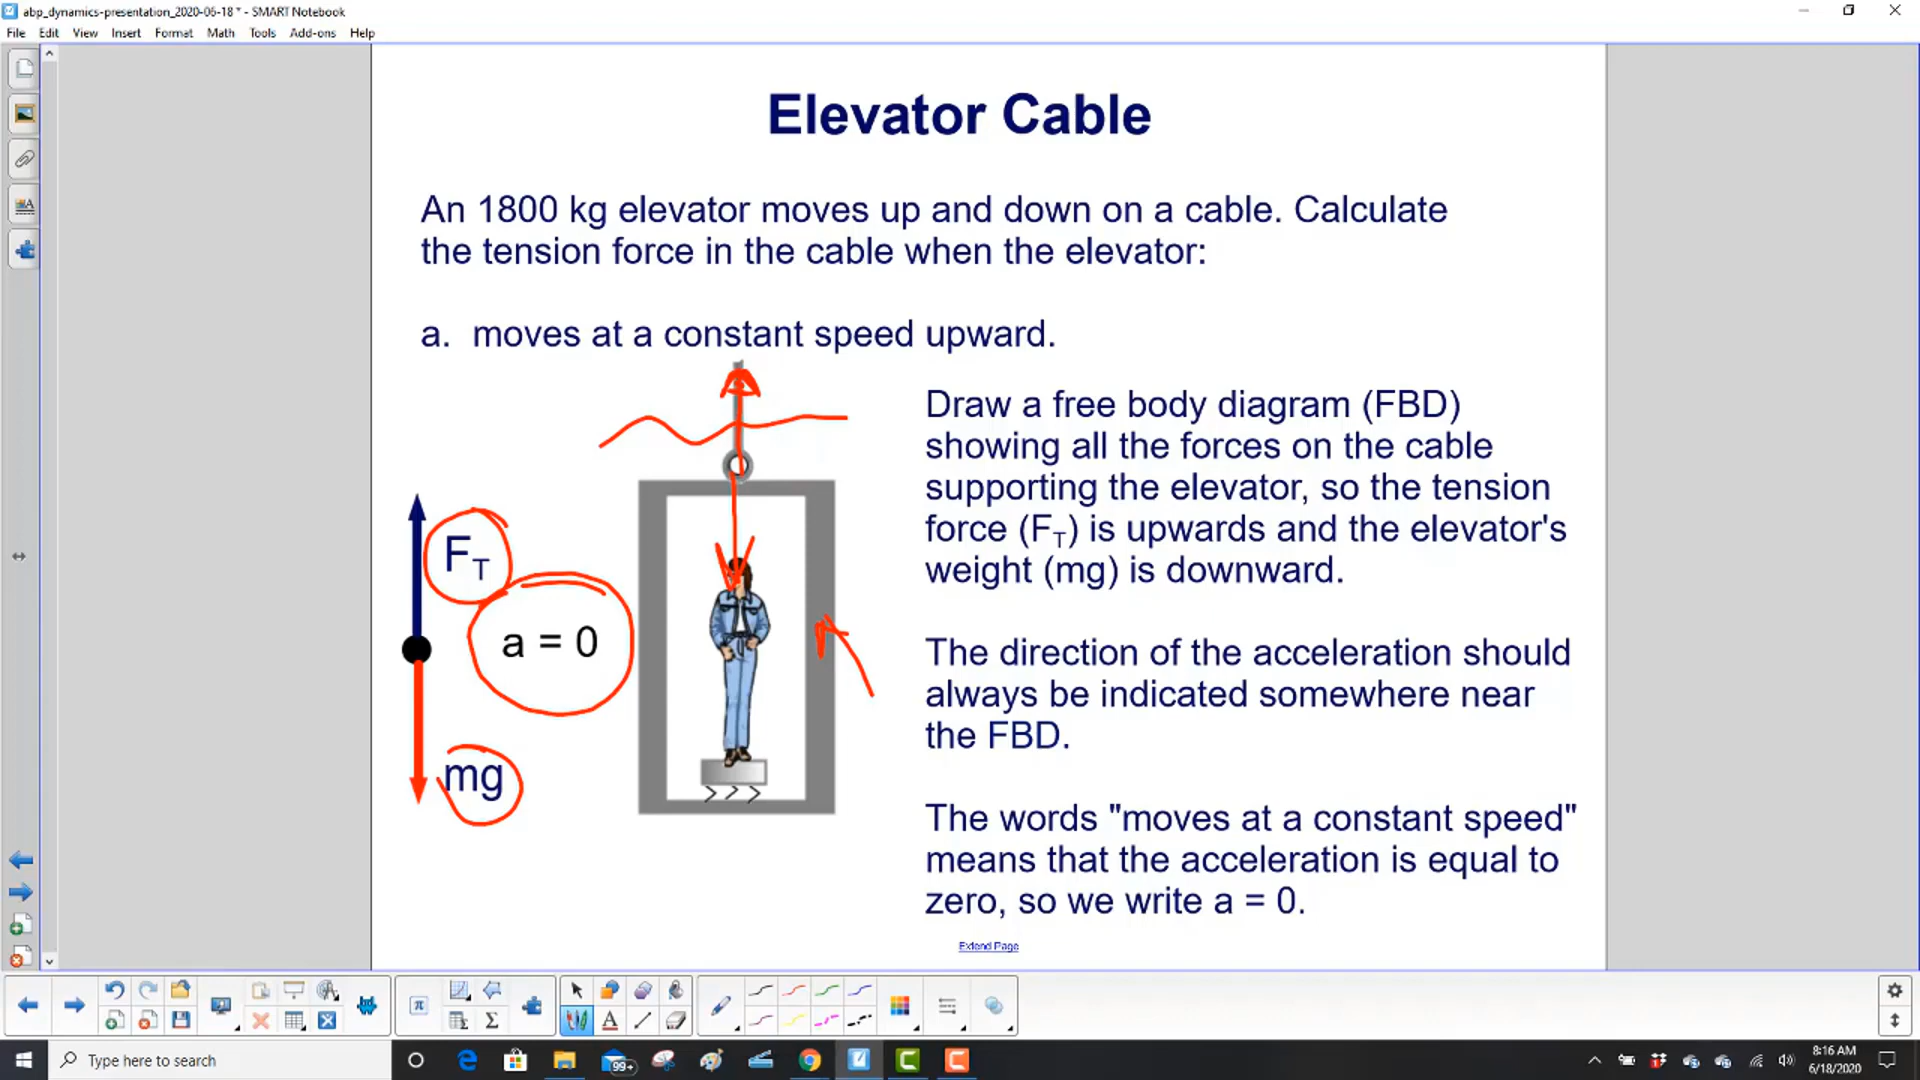 abp_dynamics-presentation_2020-06-18 * - SMART Notebook
File Edit View Insert Format Math Tools Add-ons Help
Elevator Cable
An 1800 kg elevator moves up and down on a cable. Calculate
the tension force in the cable when the elevator:
a. moves at a constant speed upward.
F_T
a = 0
mg
Draw a free body diagram (FBD)
showing all the forces on the cable
supporting the elevator, so the tension
force (F_T) is upwards and the elevator's
weight (mg) is downward.
The direction of the acceleration should
always be indicated somewhere near
the FBD.
The words "moves at a constant speed"
means that the acceleration is equal to
zero, so we write a = 0.
Extend Page
Type here to search
99+
8:16 AM
6/18/2020